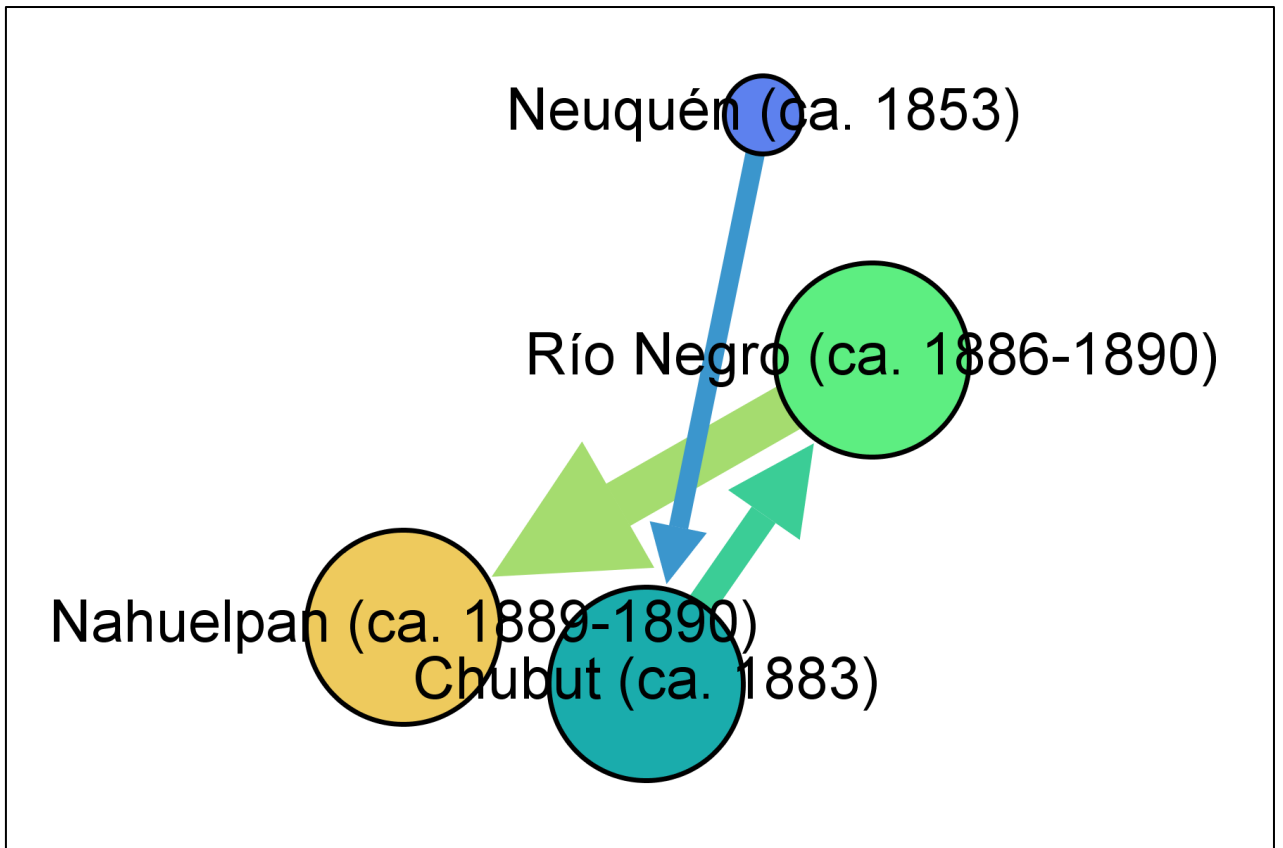 Neuquén (ca. 1853)
Río Negro (ca. 1886-1890)
Nahuelpan (ca. 1889-1890)
Chubut (ca. 1883)